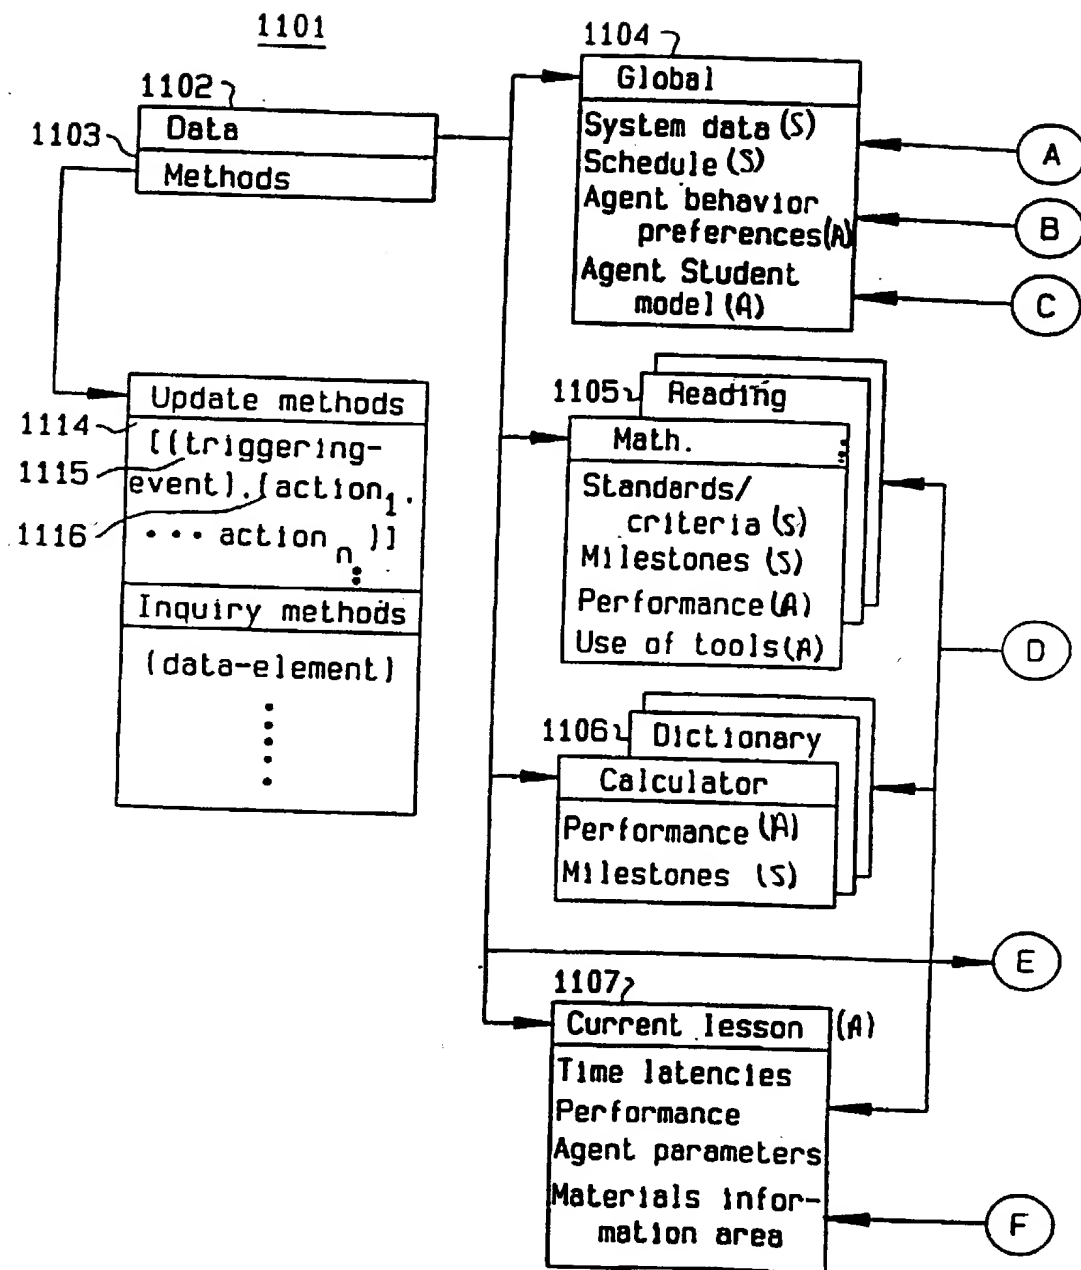 1101
1102
1103
Data
Methods
1104
Global
System data (S)
Schedule (S)
Agent behavior
preferences (A)
Agent Student
model (A)
A
B
C
Update methods
1114
1115
1116
[((triggering-
event).(action1.
••• action n )]
Inquiry methods
(data-element)
1105
Reading
Math.
Standards/
criteria (S)
Milestones (S)
Performance (A)
Use of tools (A)
D
1106
Dictionary
Calculator
Performance (A)
Milestones (S)
E
1107
Current lesson (A)
Time latencies
Performance
Agent parameters
Materials infor-
mation area
F